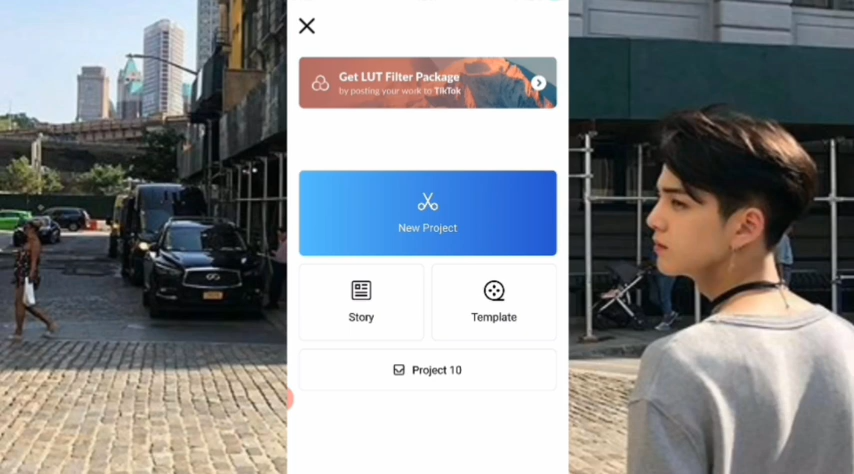 Get LUT Filter Package
by posting your work to TikTok
New Project
Story
Template
Project 10